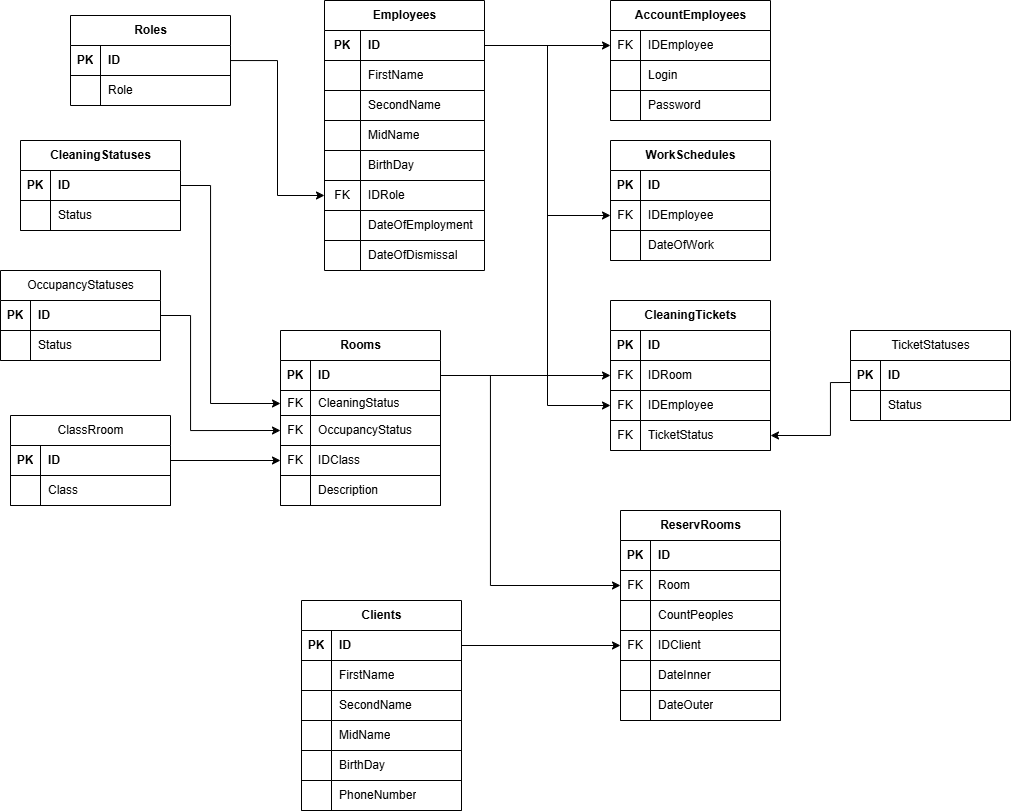 Roles
PK ID
Role
Employees
PK ID
FirstName
SecondName
MidName
BirthDay
FK IDRole
DateOfEmployment
DateOfDismissal
AccountEmployees
FK IDEmployee
Login
Password
CleaningStatuses
PK ID
Status
WorkSchedules
PK ID
FK IDEmployee
DateOfWork
OccupancyStatuses
PK ID
Status
Rooms
PK ID
FK CleaningStatus
FK OccupancyStatus
FK IDClass
Description
CleaningTickets
PK ID
FK IDRoom
FK IDEmployee
FK TicketStatus
TicketStatuses
PK ID
Status
ClassRroom
PK ID
Class
ReservRooms
PK ID
FK Room
CountPeoples
FK IDClient
DateInner
DateOuter
Clients
PK ID
FirstName
SecondName
MidName
BirthDay
PhoneNumber